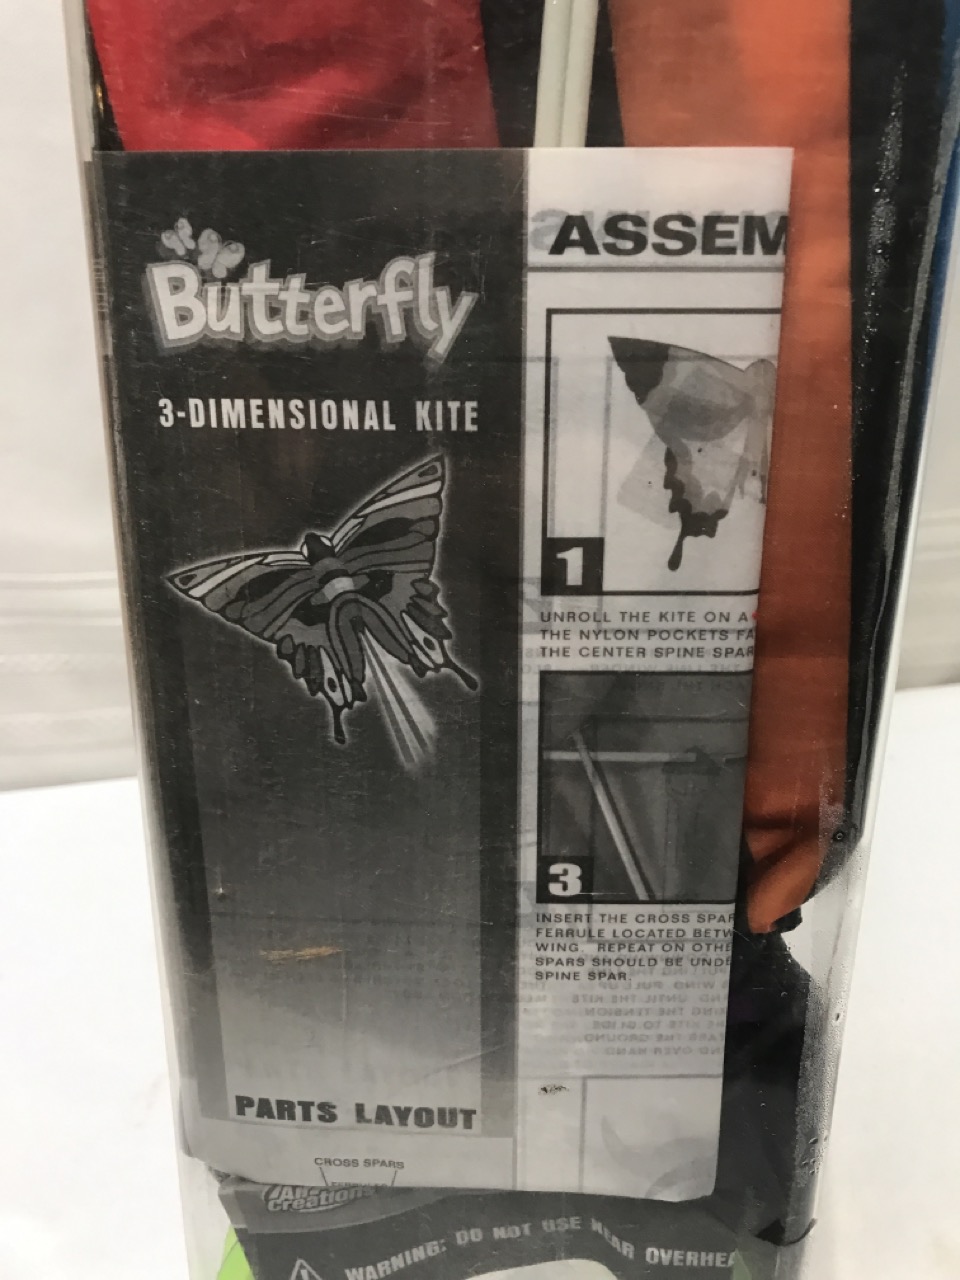 Butterfly
3-DIMENSIONAL KITE
PARTS LAYOUT
CROSS SPARS
ASSEM
1
UNROLL THE KITE ON A
THE NYLON POCKETS FA
THE CENTER SPINE SPAR
3
INSERT THE CROSS SPAR
FERRULE LOCATED BETW
WING. REPEAT ON OTHE
SPARS SHOULD BE UNDE
SPINE SPAR.
creations
WARNING: DO NOT USE NEAR OVERHEA